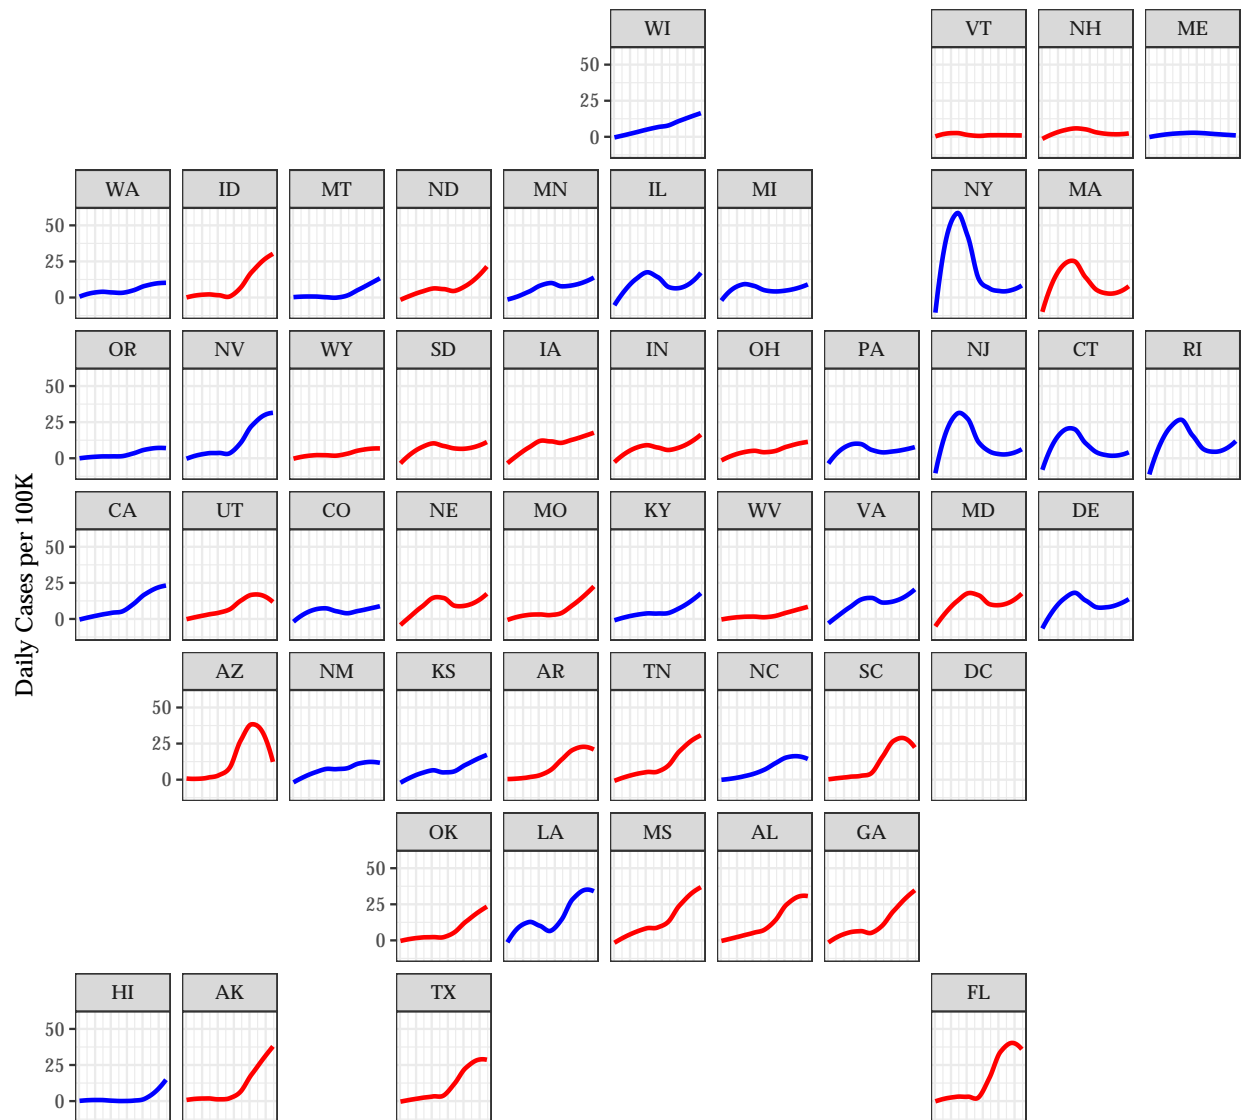 WI VT NH ME
50
25
0
WA ID MT ND MN IL MI NY MA
50
25
0
OR NV WY SD IA IN OH PA NJ CT RI
50
25
0
Daily Cases per 100K
CA UT CO NE MO KY WV VA MD DE
50
25
0
AZ NM KS AR TN NC SC DC
50
25
0
OK LA MS AL GA
50
25
0
HI AK TX FL
50
25
0